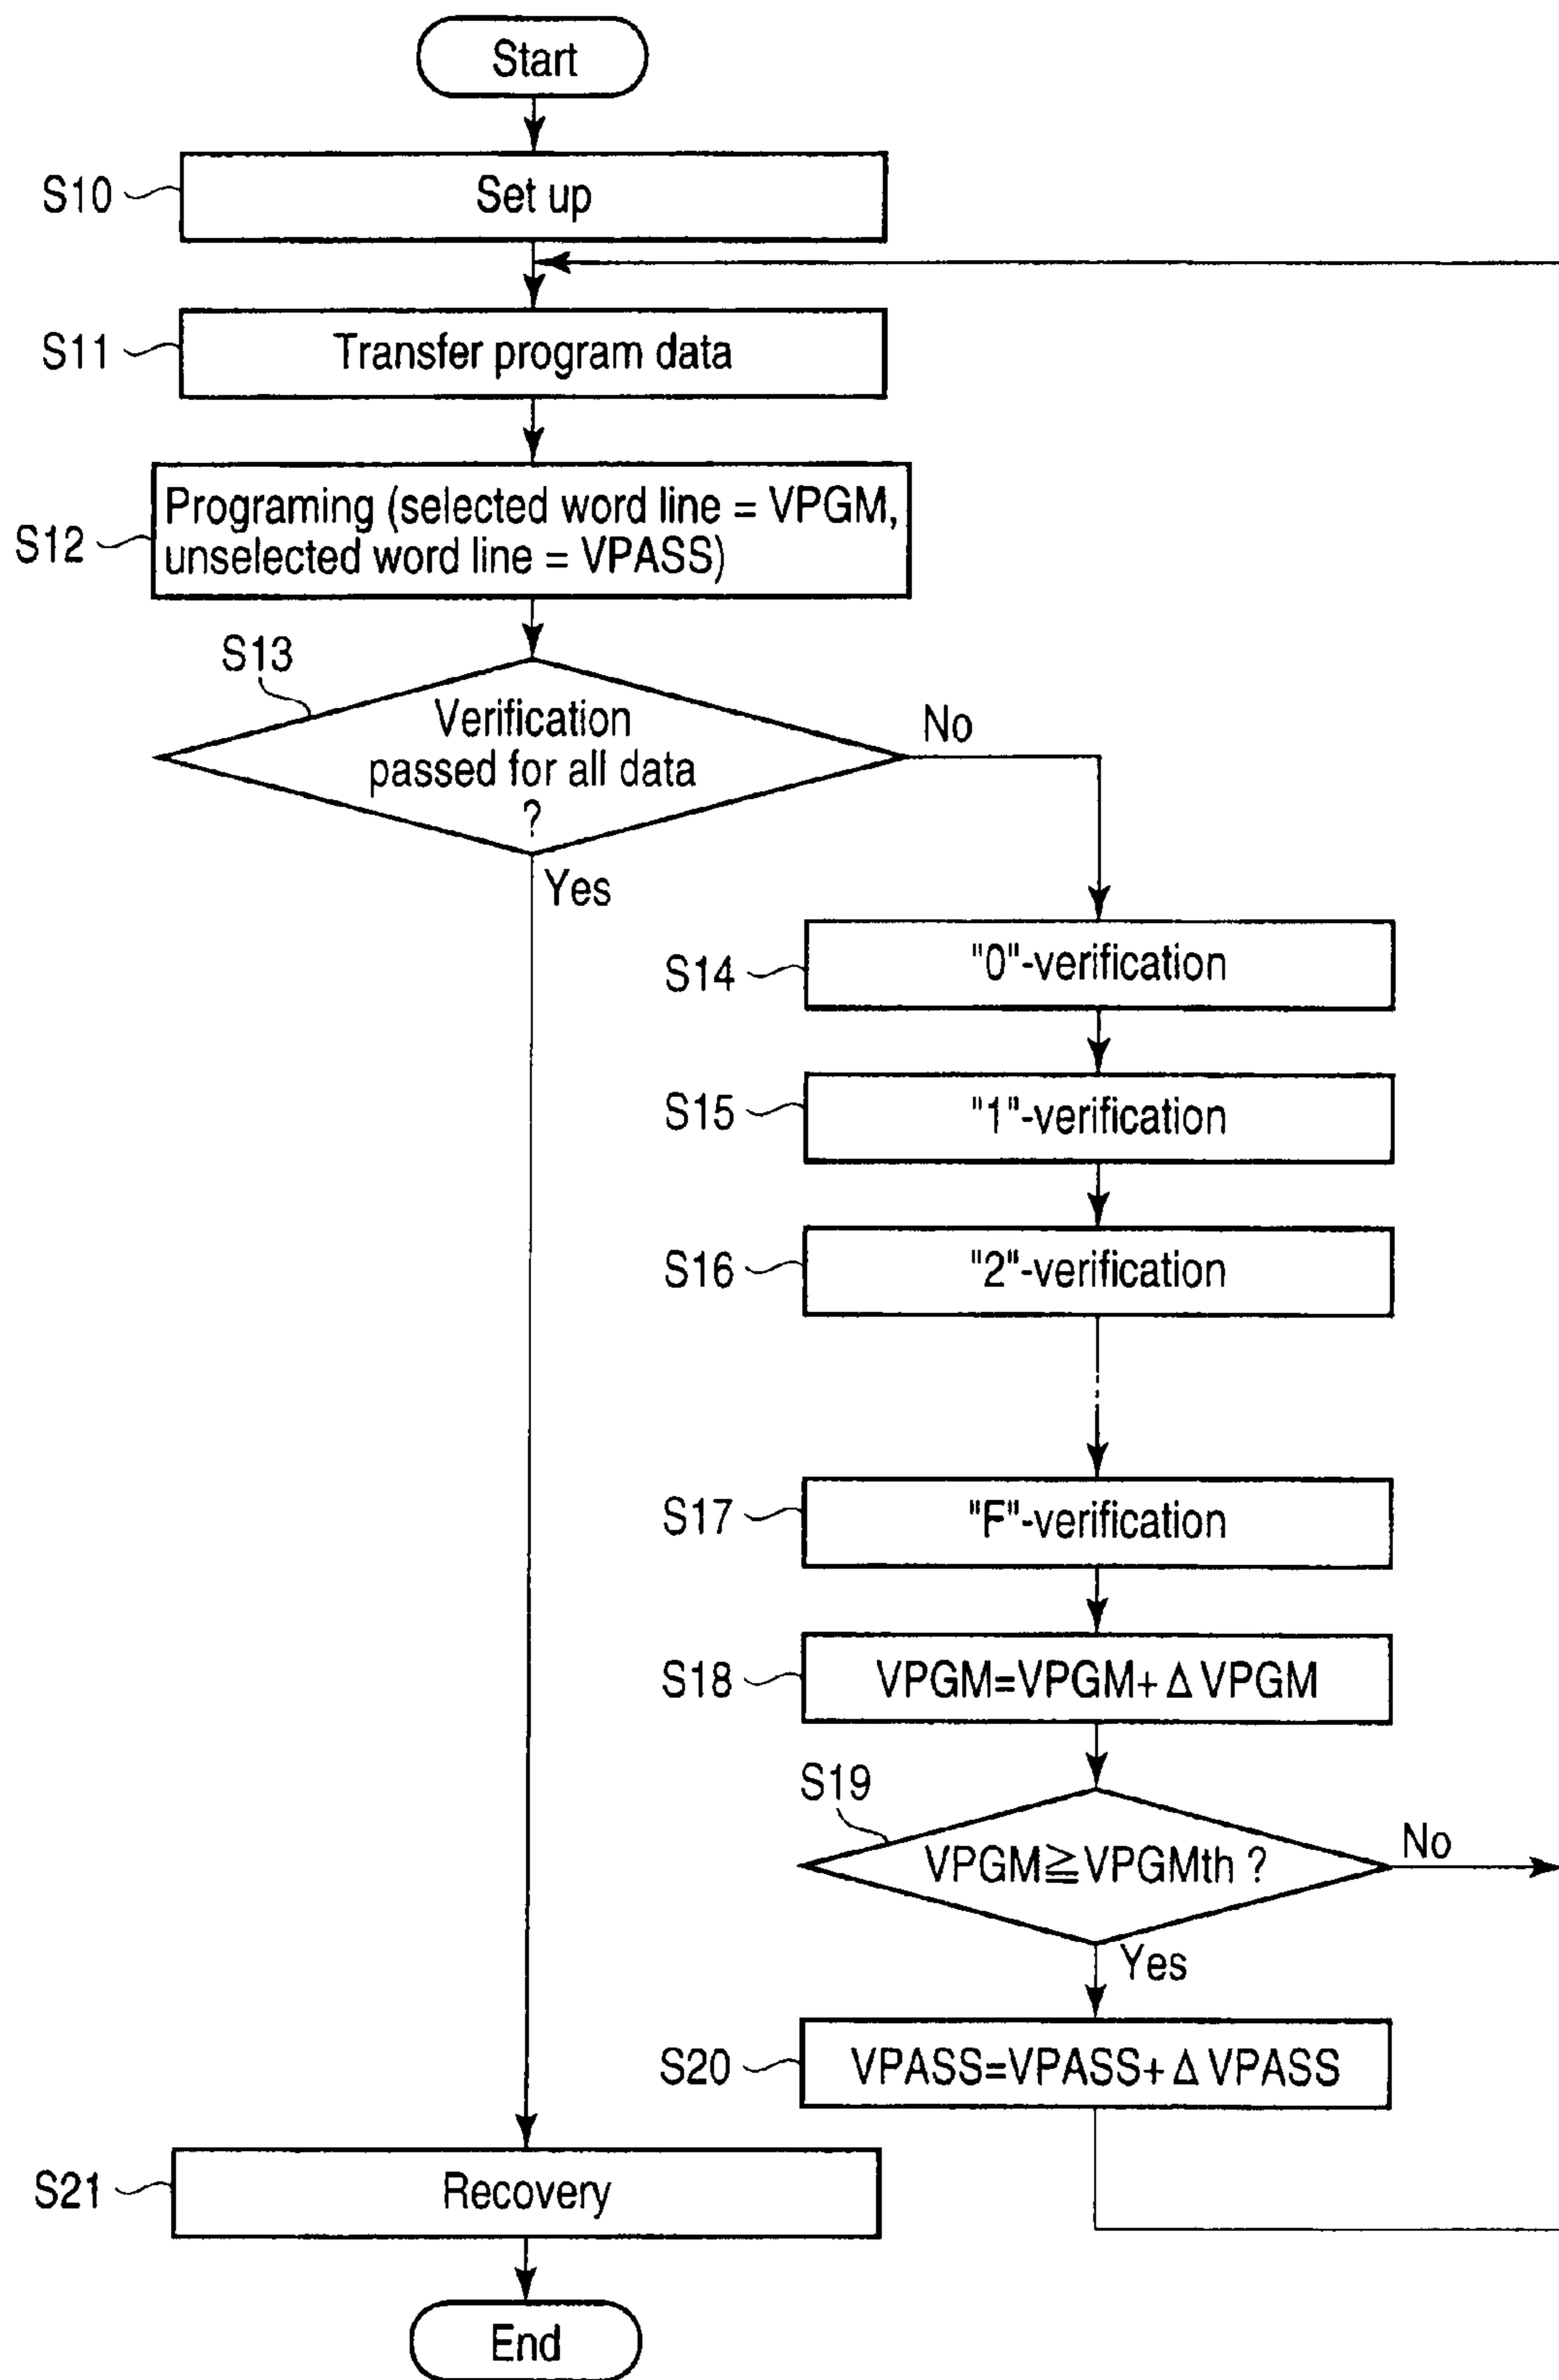 Start
S10
Set up
S11
Transfer program data
S12
Programing (selected word line = VPGM,
unselected word line = VPASS)
S13
Verification
passed for all data
?
No
Yes
S14
"0"-verification
S15
"1"-verification
S16
"2"-verification
S17
"F"-verification
S18
VPGM=VPGM+ Δ VPGM
S19
VPGM≧VPGMth ?
No
Yes
S20
VPASS=VPASS+ Δ VPASS
S21
Recovery
End